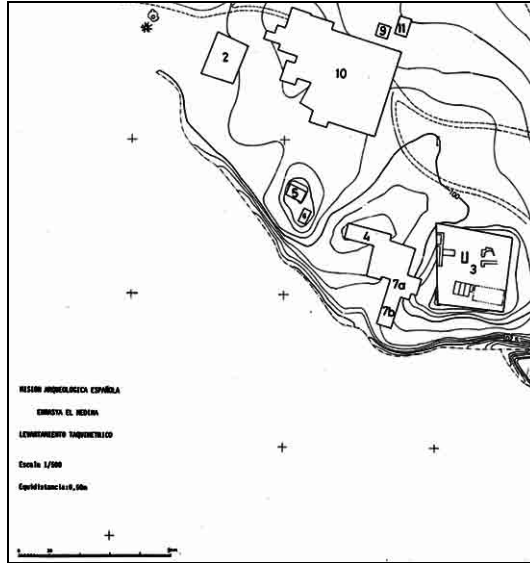 9
11
2
10
5
6
4
3
7a
7b
MISION ARQUEOLOGICA ESPAÑOLA
EHNASYA EL MEDINA
LEVANTAMIENTO TAQUIMETRICO
Escala 1/500
Equidistancia:0,50m